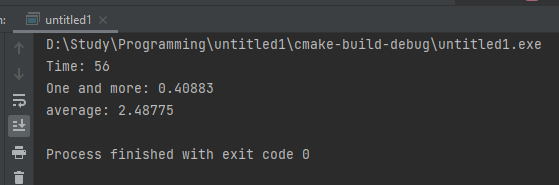 n:
untitled1
D:\Study\Programming\untitled1\cmake-build-debug\untitled1.exe
Time: 56
One and more: 0.40883
average: 2.48775
Process finished with exit code 0